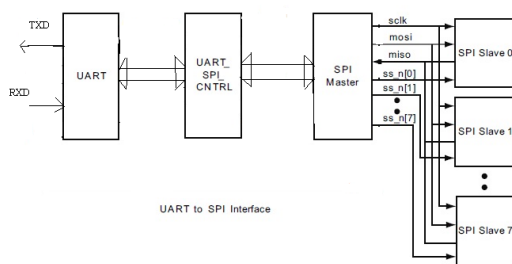 TXD
RXD
UART
UART_
SPI_
CNTRL
SPI
Master
sclk
mosi
miso
ss_n[0]
ss_n[1]
ss_n[7]
SPI Slave 0
SPI Slave 1
SPI Slave 7
UART to SPI Interface